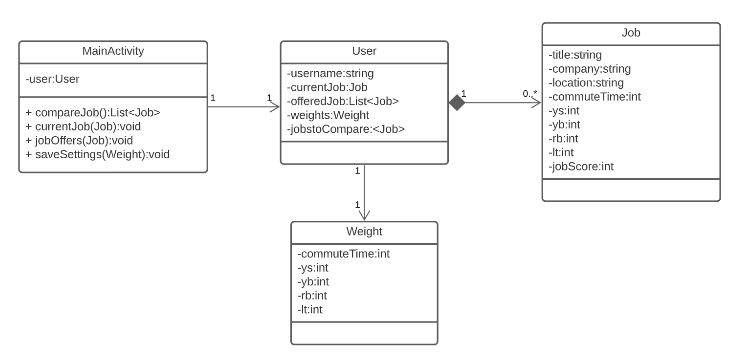 MainActivity
-user:User
+ compareJob():List<Job>
+ currentJob(Job):void
+ jobOffers(Job):void
+ saveSettings(Weight):void
1
1
User
-username:string
-currentJob:Job
-offeredJob:List<Job>
-weights:Weight
-jobstoCompare:<Job>
1
0..*
Job
-title:string
-company:string
-location:string
-commuteTime:int
-ys:int
-yb:int
-rb:int
-lt:int
-jobScore:int
1
1
Weight
-commuteTime:int
-ys:int
-yb:int
-rb:int
-lt:int